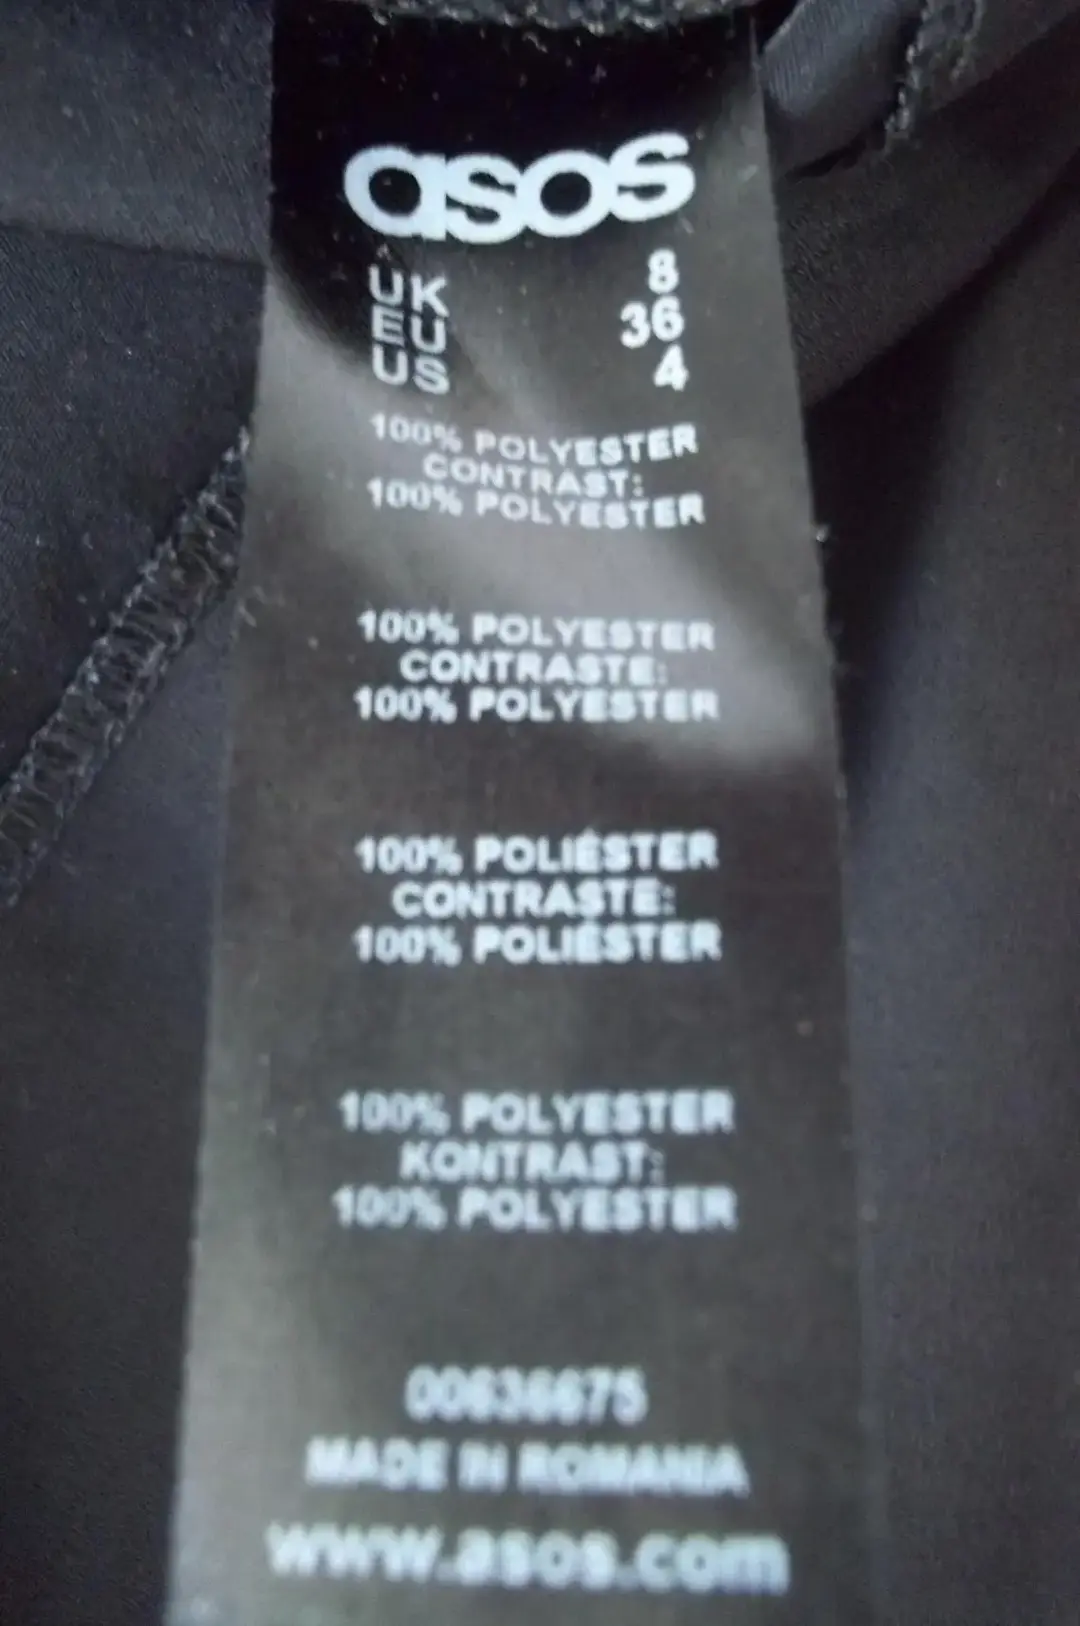 asos
UK 8
EU 36
US 4
100% POLYESTER
CONTRAST:
100% POLYESTER
100% POLYESTER
CONTRASTE:
100% POLYESTER
100% POLIÉSTER
CONTRASTE:
100% POLIÉSTER
100% POLYESTER
KONTRAST:
100% POLYESTER
00636675
MADE IN ROMANIA
www.asos.com